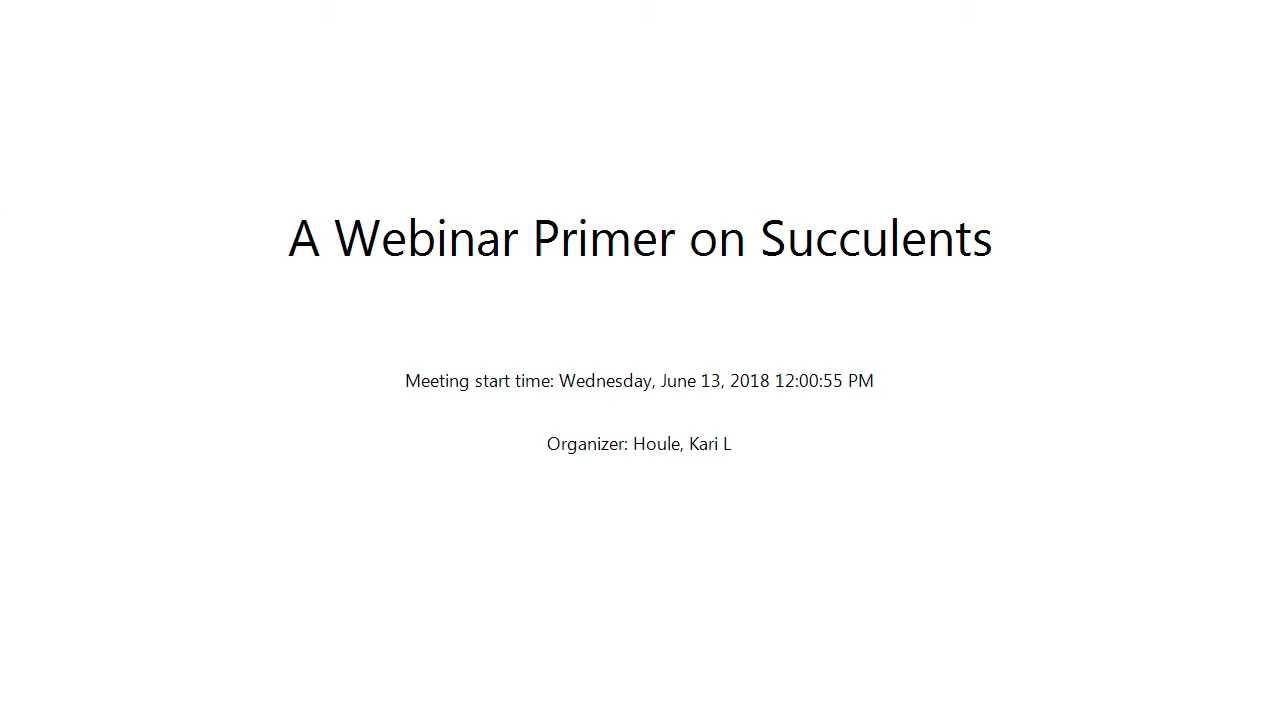 A Webinar Primer on Succulents
Meeting start time: Wednesday, June 13, 2018 12:00:55 PM
Organizer: Houle, Kari L